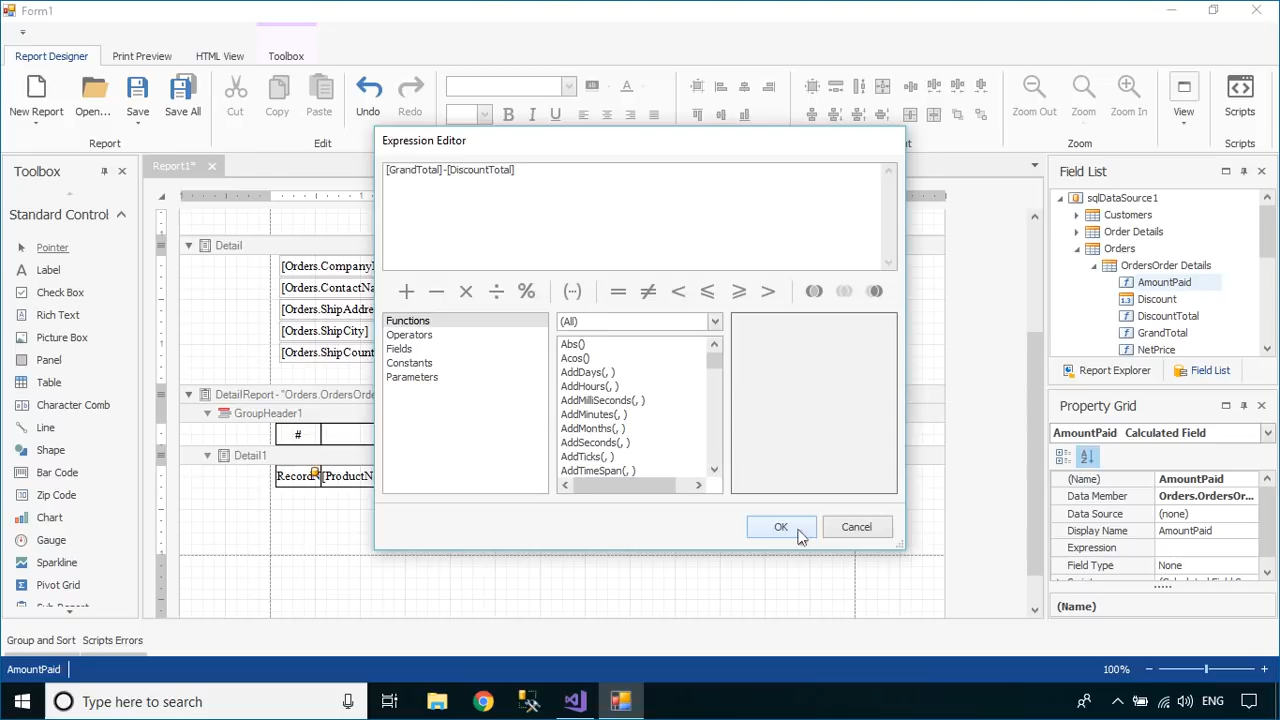 Form1
Report Designer
Print Preview
HTML View
Toolbox
New Report
Open...
Save
Save All
Cut
Copy
Paste
Undo
Redo
B I U
Zoom Out
Zoom
Zoom In
View
Scripts
Report
Edit
Zoom
Scripts
Toolbox
Standard Control
Pointer
Label
Check Box
Rich Text
Picture Box
Panel
Table
Character Comb
Line
Shape
Bar Code
Zip Code
Chart
Gauge
Sparkline
Pivot Grid
Report1*
Detail
[Orders.Company
[Orders.ContactNa
[Orders.ShipAddre
[Orders.ShipCity]
[Orders.ShipCount
DetailReport - "Orders.OrdersOr
GroupHeader1
#
Detail1
Record
[ProductN
Expression Editor
[GrandTotal]-[DiscountTotal]
Functions
Operators
Fields
Constants
Parameters
(All)
Abs()
Acos()
AddDays(, )
AddHours(, )
AddMilliSeconds(, )
AddMinutes(, )
AddMonths(, )
AddSeconds(, )
AddTicks(, )
AddTimeSpan(, )
OK
Cancel
Field List
sqlDataSource1
Customers
Order Details
Orders
OrdersOrder Details
AmountPaid
Discount
DiscountTotal
GrandTotal
NetPrice
Report Explorer
Field List
Property Grid
AmountPaid Calculated Field
(Name) AmountPaid
Data Member Orders.OrdersOr...
Data Source (none)
Display Name AmountPaid
Expression
Field Type None
(Name)
Group and Sort
Scripts Errors
AmountPaid
100%
Type here to search
ENG